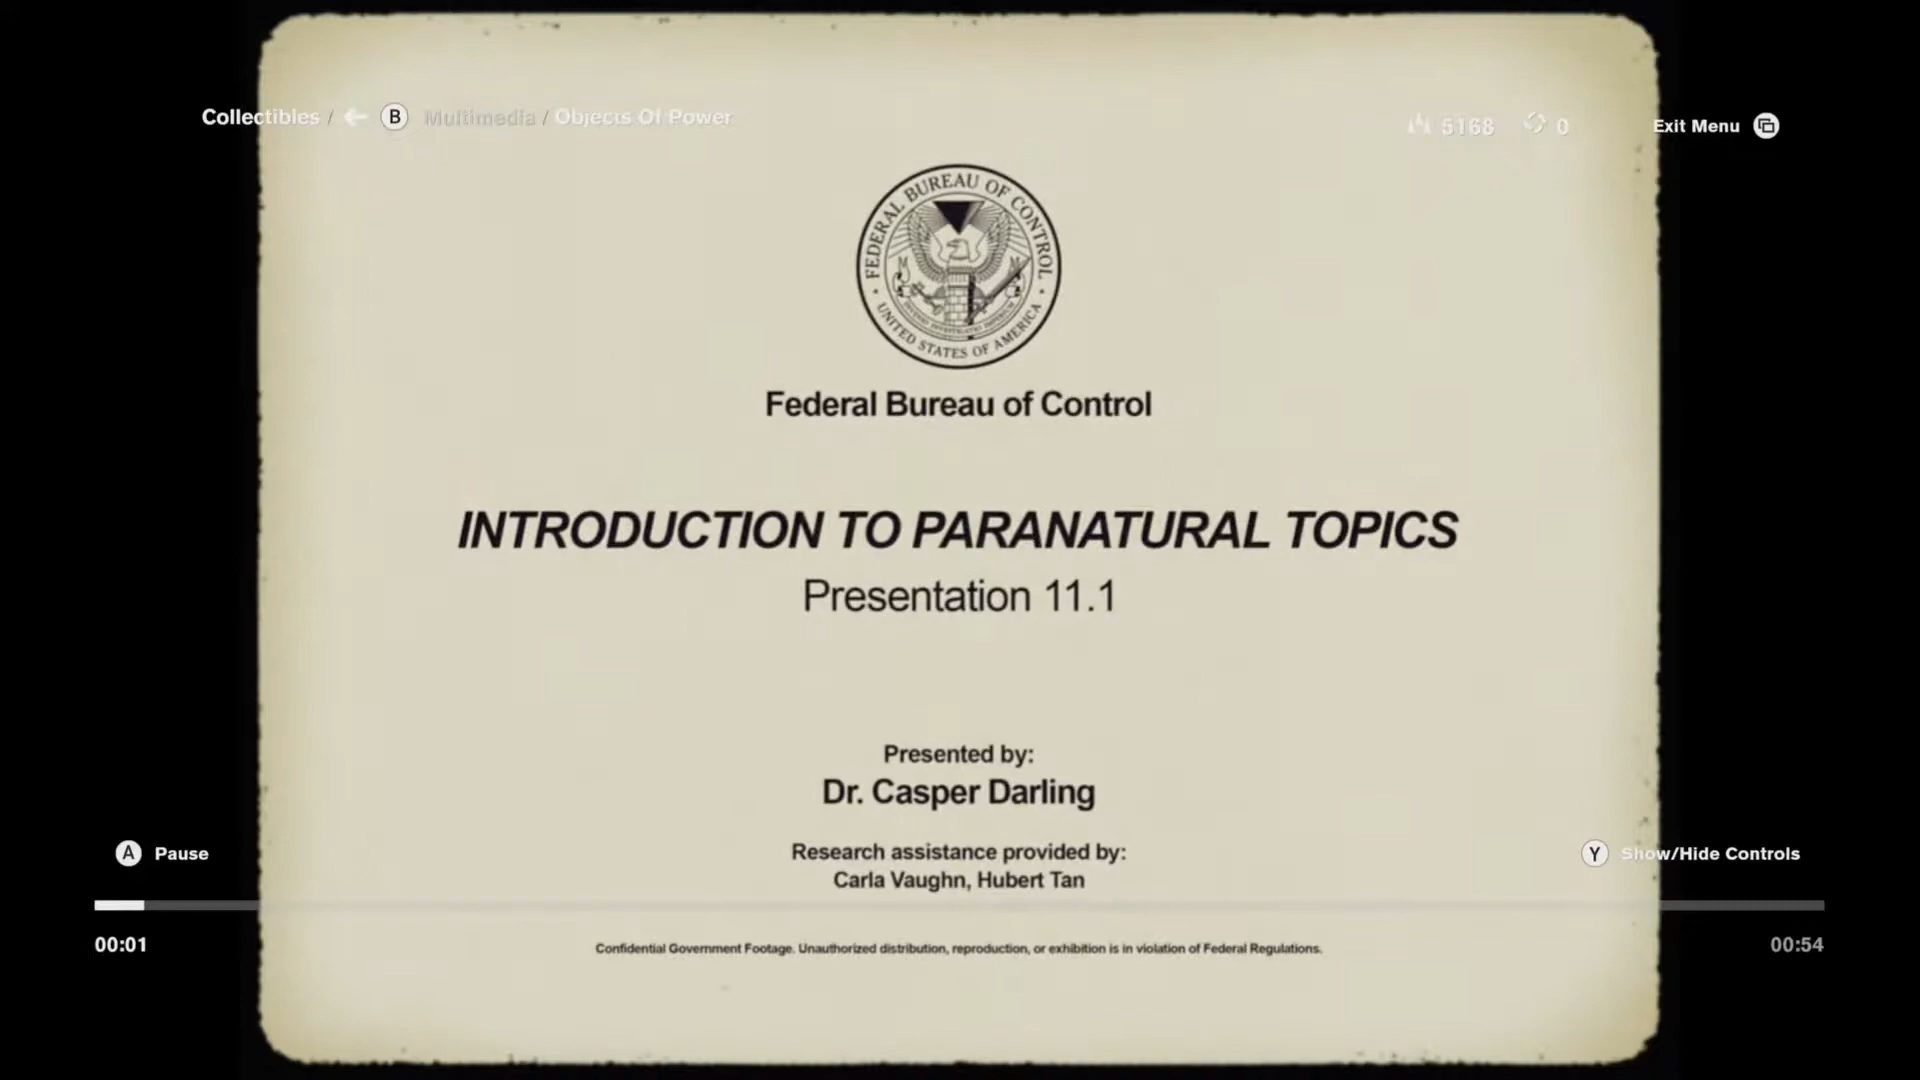 Collectibles / B Multimedia / Objects Of Power
5168 0 Exit Menu
FEDERAL BUREAU OF CONTROL
UNITED STATES OF AMERICA
Federal Bureau of Control
INTRODUCTION TO PARANATURAL TOPICS
Presentation 11.1
Presented by:
Dr. Casper Darling
A Pause
Y Show/Hide Controls
Research assistance provided by:
Carla Vaughn, Hubert Tan
00:01
00:54
Confidential Government Footage. Unauthorized distribution, reproduction, or exhibition is in violation of Federal Regulations.